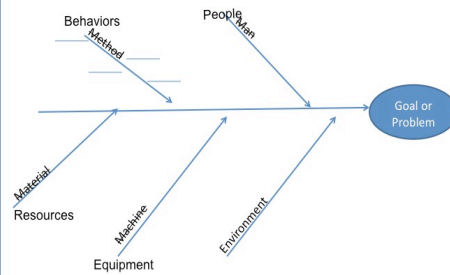 Behaviors
Method
People
Man
Goal or
Problem
Material
Resources
Machine
Equipment
Environment